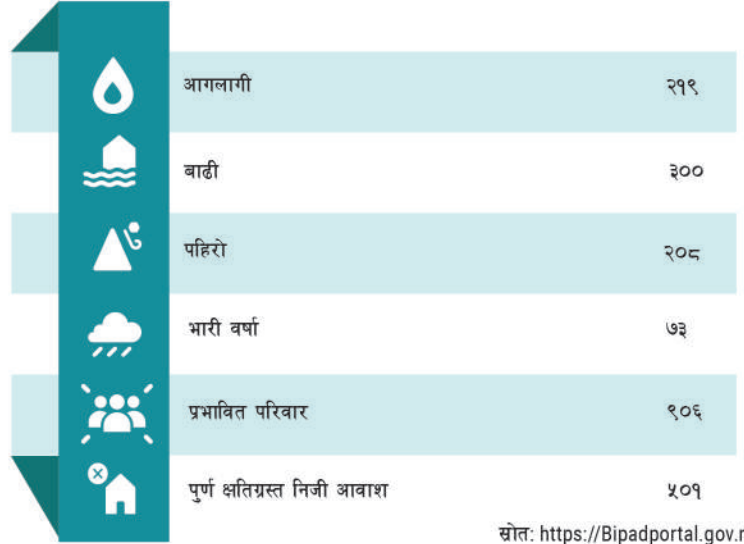 आगलागी २१९
बाढी ३००
पहिरो २०८
भारी वर्षा ७३
प्रभावित परिवार ९०६
पुर्ण क्षतिग्रस्त निजी आवाश ५०१
स्रोत: https://Bipadportal.gov.r